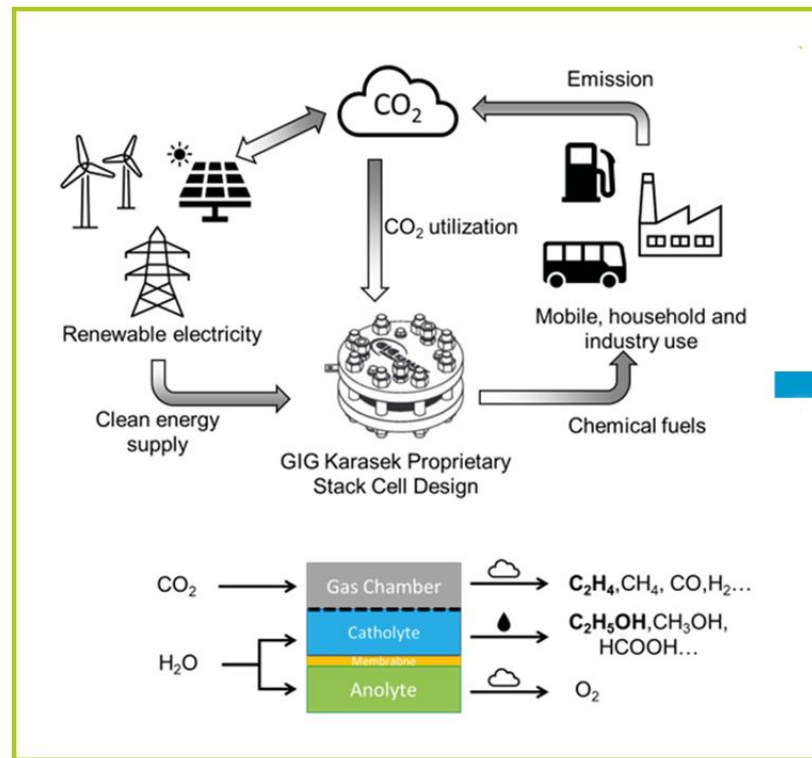 Emission
CO2
CO2 utilization
Renewable electricity
Mobile, household and
industry use
Clean energy
supply
Chemical fuels
GIG Karasek Proprietary
Stack Cell Design
CO2
Gas Chamber
C2H4,CH4, CO,H2...
Catholyte
C2H5OH,CH3OH,
HCOOH...
H2O
Membrabne
Anolyte
O2